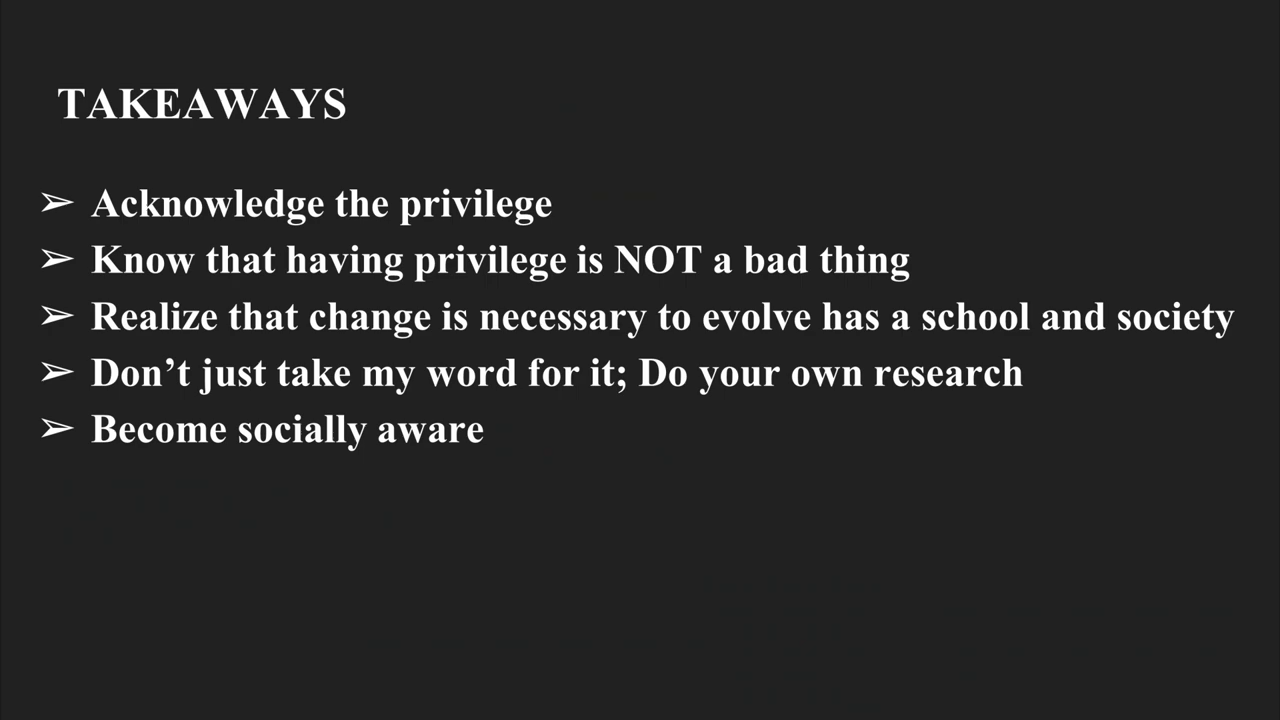 TAKEAWAYS
➢ Acknowledge the privilege
➢ Know that having privilege is NOT a bad thing
➢ Realize that change is necessary to evolve has a school and society
➢ Don’t just take my word for it; Do your own research
➢ Become socially aware